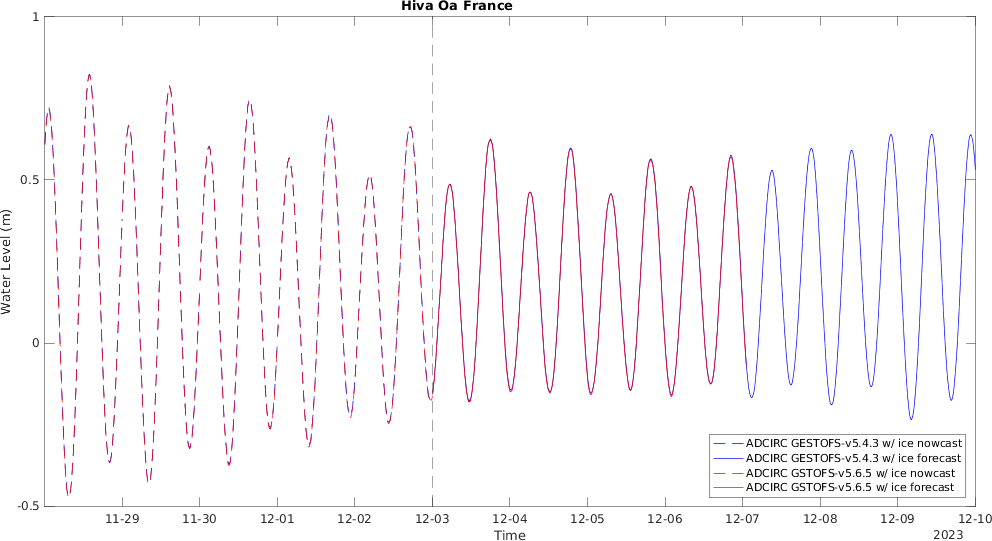 Hiva Oa France
1
0.5
0
-0.5
Water Level (m)
ADCIRC GESTOFS-v5.4.3 w/ ice nowcast
ADCIRC GESTOFS-v5.4.3 w/ ice forecast
ADCIRC GSTOFS-v5.6.5 w/ ice nowcast
ADCIRC GSTOFS-v5.6.5 w/ ice forecast
11-29 11-30 12-01 12-02 12-03 12-04 12-05 12-06 12-07 12-08 12-09 12-10
Time
2023